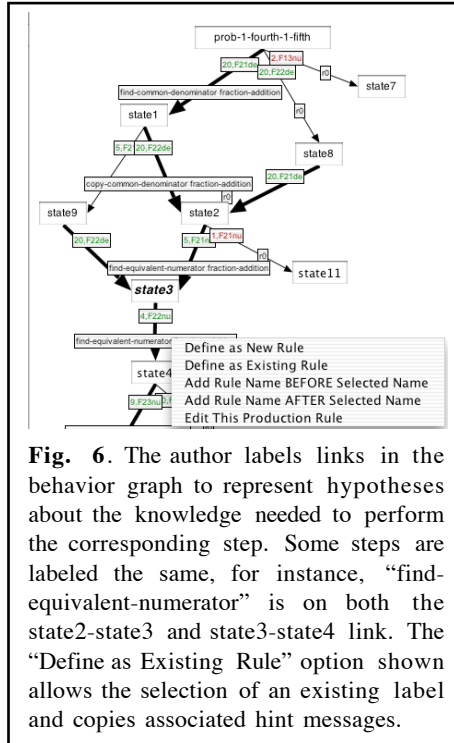 prob-1-fourth-1-fifth
2,F13nu
20,F21de
20,F22de
r0
state7
find-common-denominator fraction-addition
r0
state1
5,F21
20,F22de
state8
20,F21de
copy-common-denominator fraction-addition
r0
state9
state2
20,F22de
5,F21n
1,F21nu
r0
find-equivalent-numerator fraction-addition
state11
state3
4,F22nu
find-equivalent-numerator
state4
9,F23nu
Define as New Rule
Define as Existing Rule
Add Rule Name BEFORE Selected Name
Add Rule Name AFTER Selected Name
Edit This Production Rule
Fig. 6. The author labels links in the
behavior graph to represent hypotheses
about the knowledge needed to perform
the corresponding step. Some steps are
labeled the same, for instance, “find-
equivalent-numerator” is on both the
state2-state3 and state3-state4 link. The
“Define as Existing Rule” option shown
allows the selection of an existing label
and copies associated hint messages.